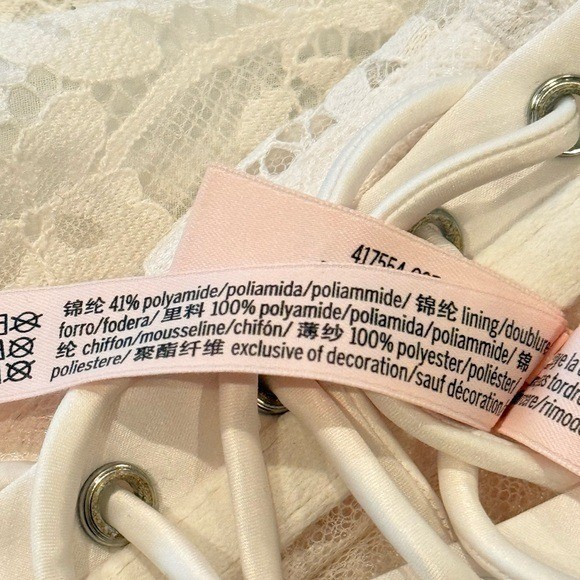 417554
锦纶 41% polyamide/poliamida/poliammide/ 锦纶 lining/doublure
forro/fodera/ 里料 100% polyamide/poliamida/poliammide/ 锦
纶 chiffon/mousseline/chifón/ 薄纱 100% polyester/poliéster/
poliestere/ 聚酯纤维 exclusive of decoration/sauf décoration